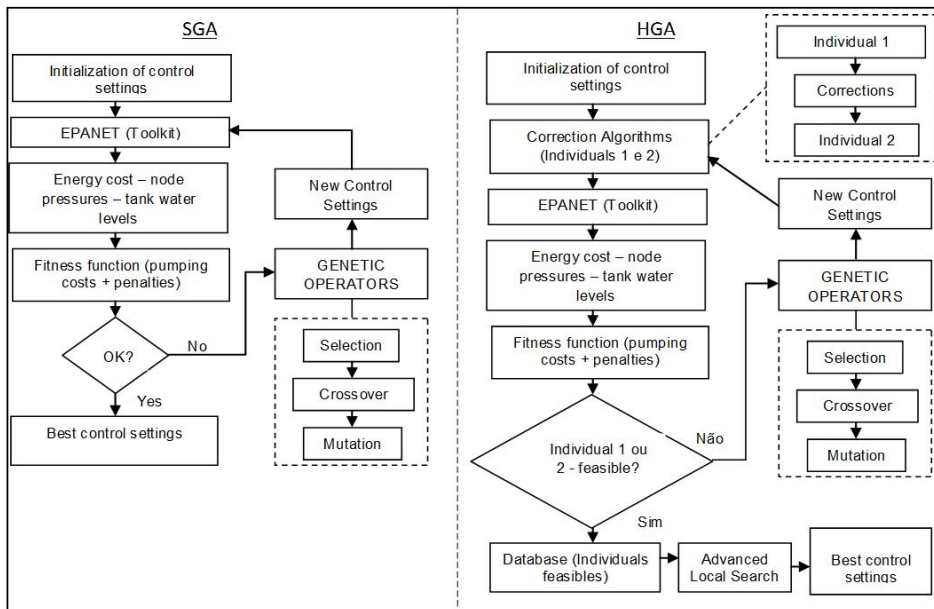 SGA
Initialization of control
settings
EPANET (Toolkit)
Energy cost – node
pressures – tank water
levels
Fitness function (pumping
costs + penalties)
OK?
No
Yes
Best control settings
New Control
Settings
GENETIC
OPERATORS
Selection
Crossover
Mutation
HGA
Initialization of control
settings
Correction Algorithms
(Individuals 1 e 2)
EPANET (Toolkit)
Energy cost – node
pressures – tank water
levels
Fitness function (pumping
costs + penalties)
Individual 1 ou
2 - feasible?
Não
Sim
Database (Individuals
feasibles)
Advanced
Local Search
Best control
settings
Individual 1
Corrections
Individual 2
New Control
Settings
GENETIC
OPERATORS
Selection
Crossover
Mutation